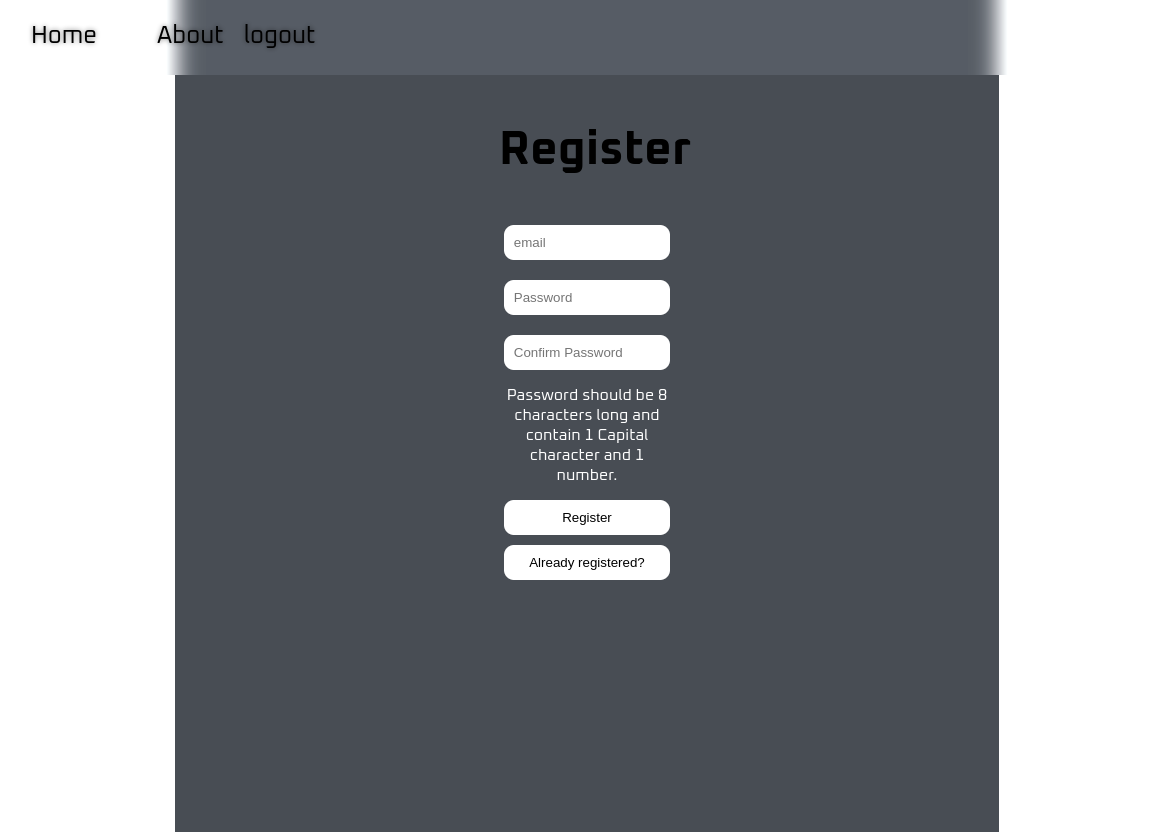 Home About logout
Register
email
Password
Confirm Password
Password should be 8
characters long and
contain 1 Capital
character and 1
number.
Register
Already registered?